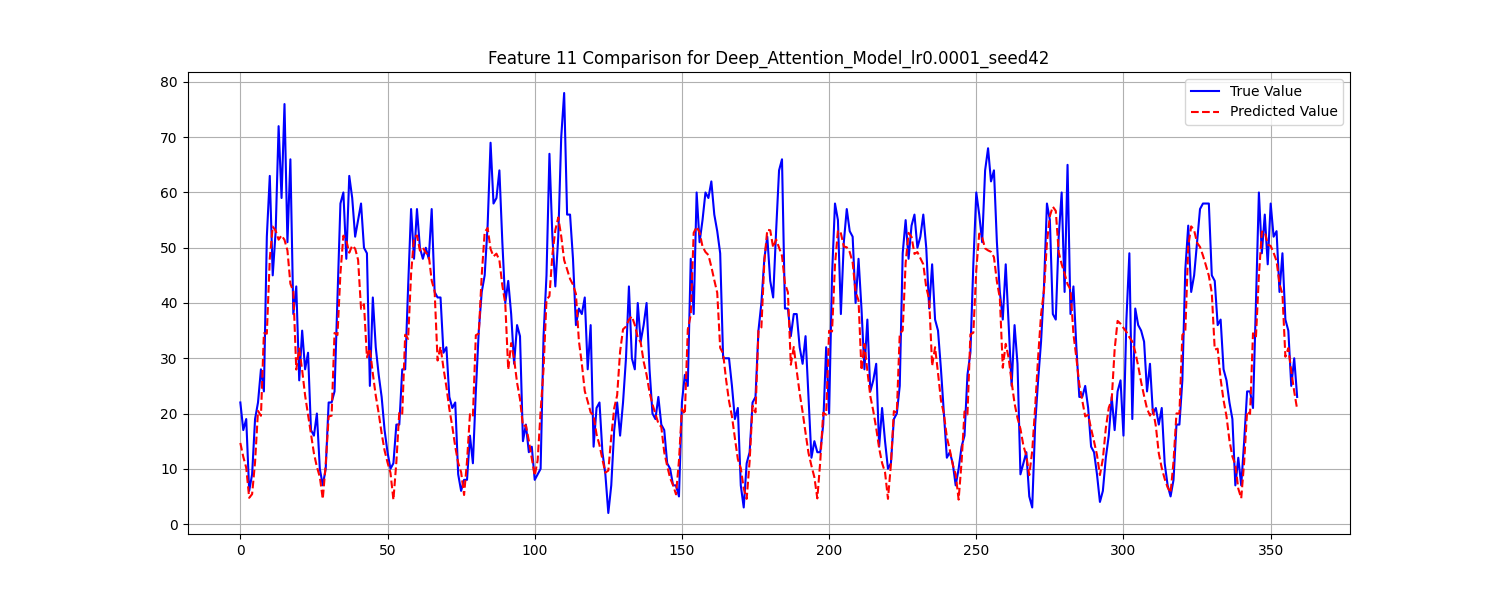 Feature 11 Comparison for Deep_Attention_Model_lr0.0001_seed42
True Value
Predicted Value
80
70
60
50
40
30
20
10
0
0 50 100 150 200 250 300 350